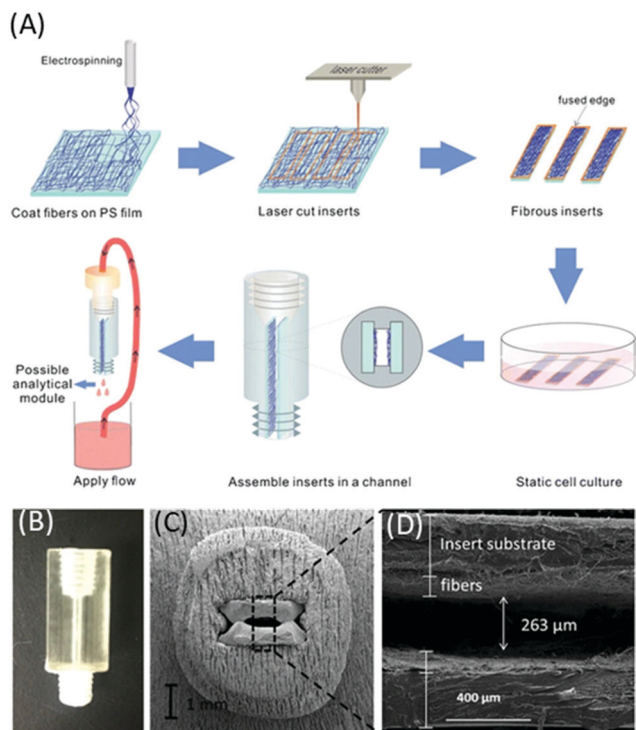 (A)
Electrospinning
laser cutter
fused edge
Coat fibers on PS film
Laser cut inserts
Fibrous inserts
Possible
analytical
module
Apply flow
Assemble inserts in a channel
Static cell culture
(B)
(C)
(D)
Insert substrate
fibers
263 μm
1 mm
400 μm